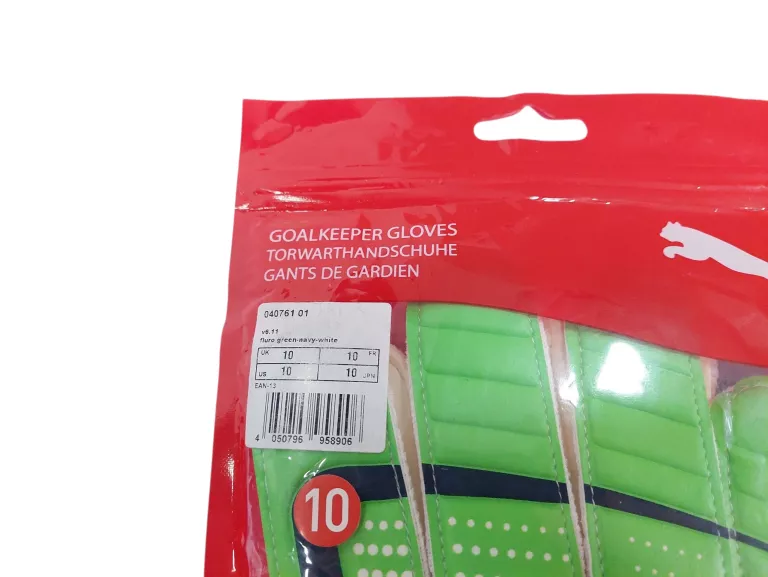 GOALKEEPER GLOVES
TORWARTHANDSCHUHE
GANTS DE GARDIEN
040761 01
v6.11
fluro green-navy-white
UK 10 10 FR
US 10 10 JPN
EAN-13
4 050796 958906
10